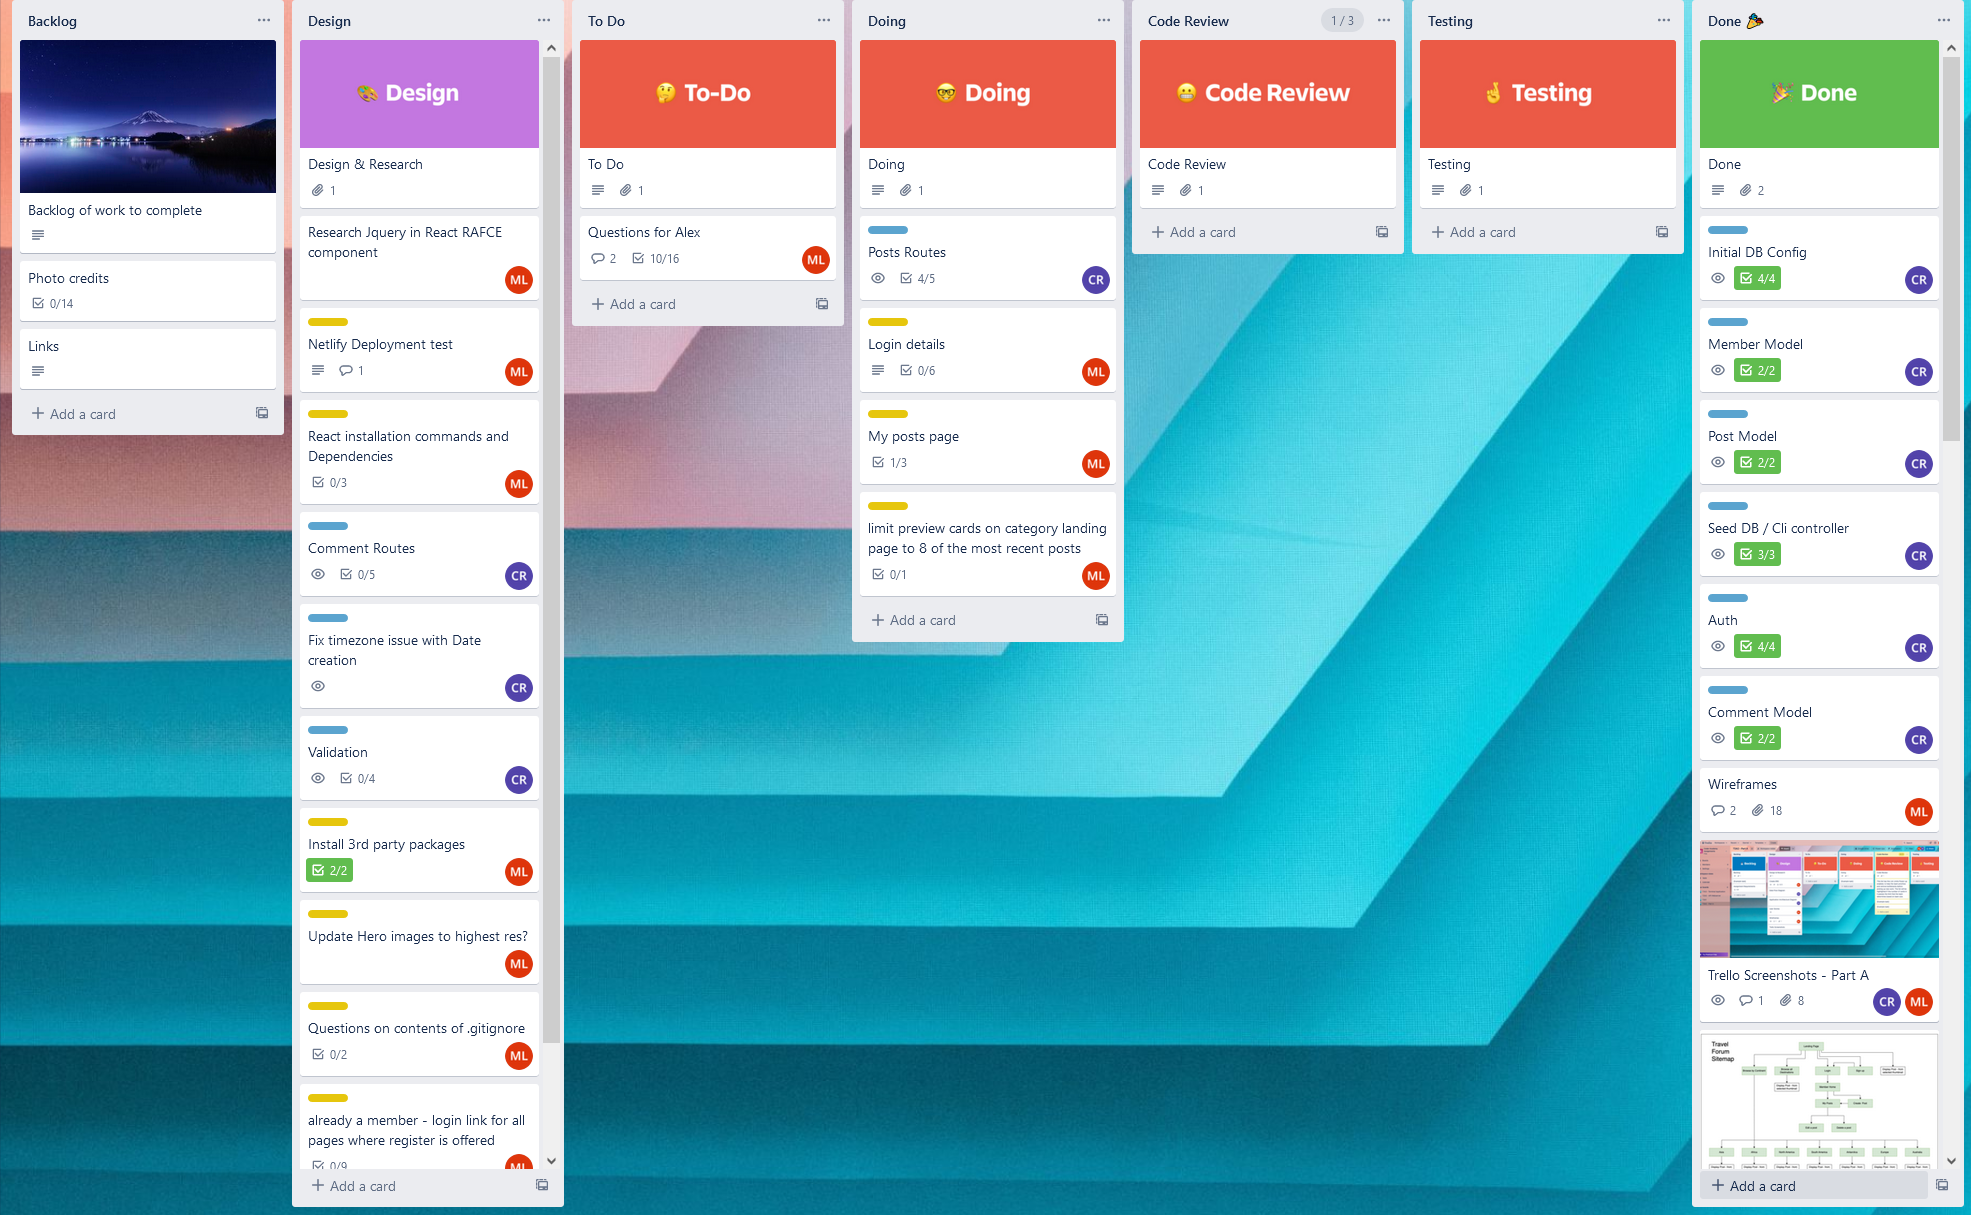 Backlog
Backlog of work to complete
Photo credits
0/14
Links
Add a card
Design
Design
Design & Research
1
Research Jquery in React RAFCE
component
ML
Netlify Deployment test
1
ML
React installation commands and
Dependencies
0/3
ML
Comment Routes
0/5
CR
Fix timezone issue with Date
creation
CR
Validation
0/4
CR
Install 3rd party packages
2/2
ML
Update Hero images to highest res?
ML
Questions on contents of .gitignore
0/2
ML
already a member - login link for all
pages where register is offered
0/9
ML
Add a card
To Do
To-Do
To Do
1
Questions for Alex
2
10/16
ML
Add a card
Doing
Doing
Doing
1
Posts Routes
4/5
CR
Login details
0/6
ML
My posts page
1/3
ML
limit preview cards on category landing
page to 8 of the most recent posts
0/1
ML
Add a card
Code Review
1 / 3
Code Review
Code Review
1
Add a card
Testing
Testing
Testing
1
Add a card
Done
Done
Done
2
Initial DB Config
4/4
CR
Member Model
2/2
CR
Post Model
2/2
CR
Seed DB / Cli controller
3/3
CR
Auth
4/4
CR
Comment Model
2/2
CR
Wireframes
2
18
ML
Trello Screenshots - Part A
1
8
CR
ML
Travel
Forum
Sitemap
Add a card